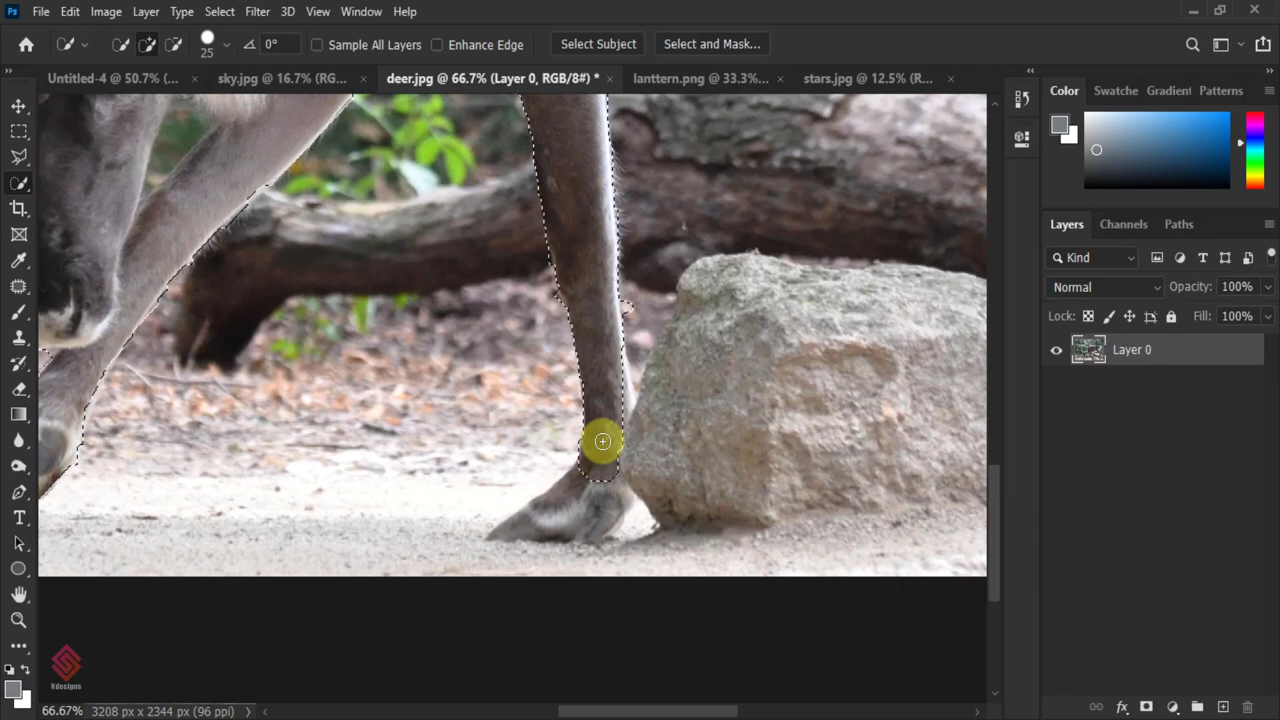 Ps File Edit Image Layer Type Select Filter 3D View Window Help
25 0° Sample All Layers Enhance Edge Select Subject Select and Mask...
Untitled-4 @ 50.7% (... × sky.jpg @ 16.7% (RG... × deer.jpg @ 66.7% (Layer 0, RGB/8#) * × lanttern.png @ 33.3%... × stars.jpg @ 12.5% (R... ×
Color Swatche Gradient Patterns
Layers Channels Paths
Kind
Normal Opacity: 100%
Lock: Fill: 100%
Layer 0
Ndesigns
66.67% 3208 px x 2344 px (96 ppi)